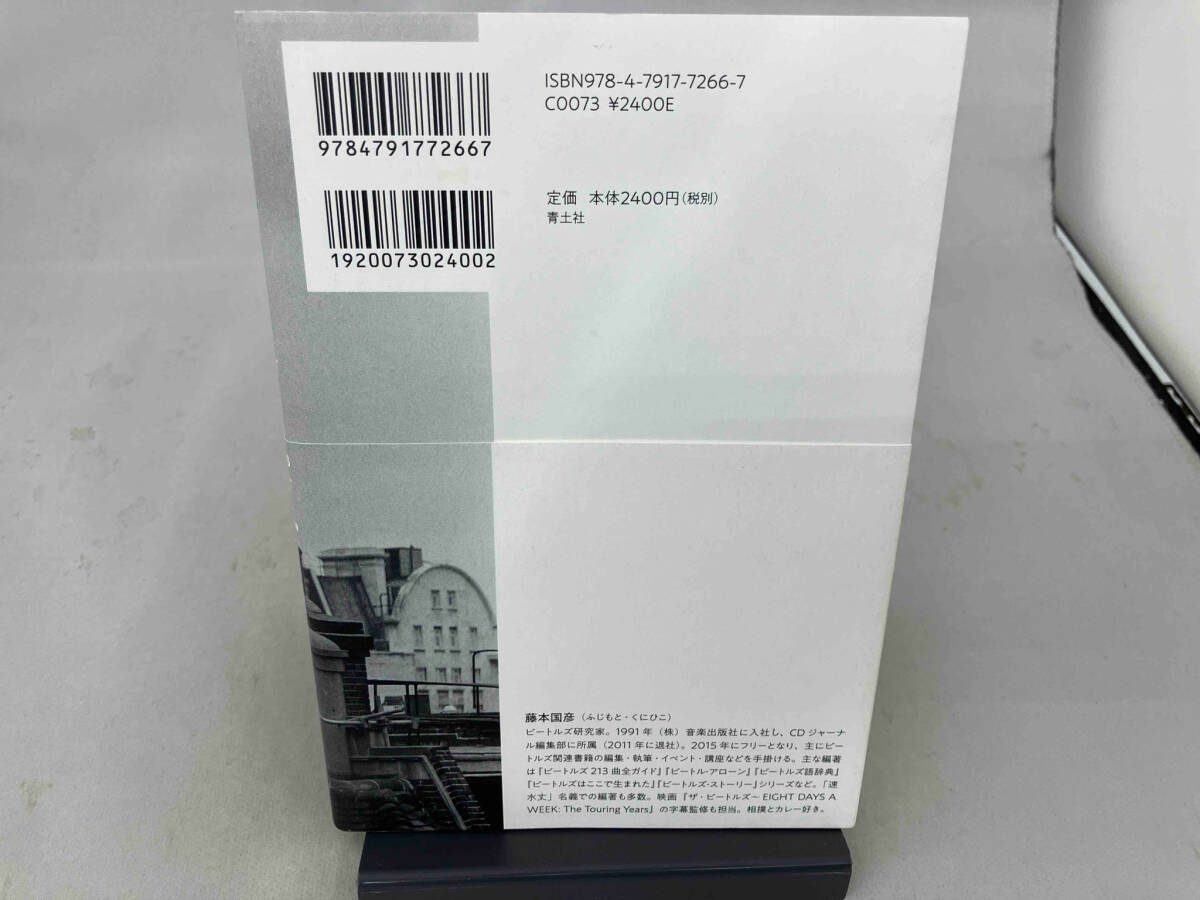 9784791772667
1920073024002
ISBN978-4-7917-7266-7
C0073 ¥2400E
定価 本体2400円(税別)
青土社
藤本国彦(ふじもと・くにひこ)
ビートルズ研究家。1991年(株)音楽出版社に入社し、CDジャーナ
ル編集部に所属(2011年に退社)。2015年にフリーとなり、主にビー
トルズ関連書籍の編集・執筆・イベント・講座などを手掛ける。主な編著
は『ビートルズ213曲全ガイド』『ビートル・アローン』『ビートルズ語辞典』
『ビートルズはここで生まれた』『ビートルズ・ストーリー』シリーズなど。「速
水丈」名義での編著も多数。映画『ザ・ビートルズ〜EIGHT DAYS A
WEEK: The Touring Years』の字幕監修も担当。相撲とカレー好き。